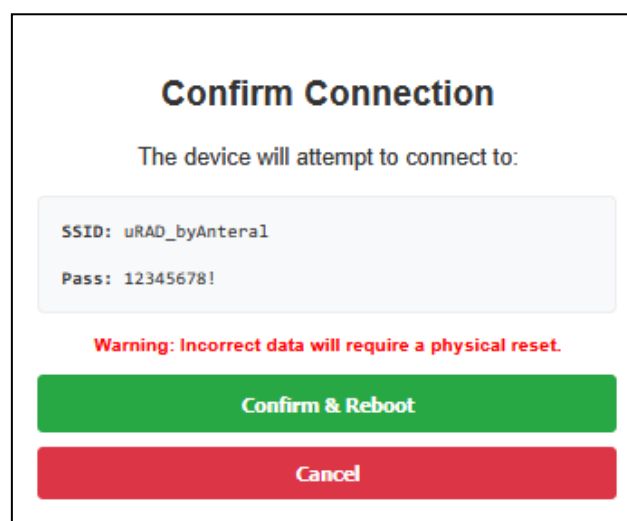 Confirm Connection
The device will attempt to connect to:
SSID: uRAD_byAnteral
Pass: 12345678!
Warning: Incorrect data will require a physical reset.
Confirm & Reboot
Cancel